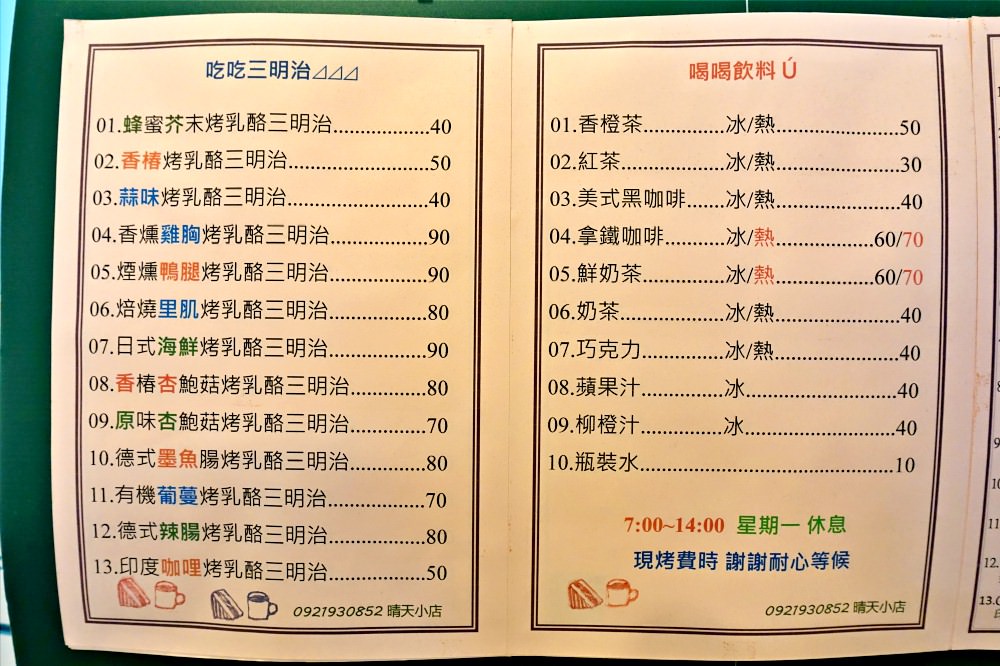 吃吃三明治⊿⊿⊿
01.蜂蜜芥末烤乳酪三明治...............40
02.香椿烤乳酪三明治.....................50
03.蒜味烤乳酪三明治.....................40
04.香燻雞胸烤乳酪三明治...............90
05.煙燻鴨腿烤乳酪三明治...............90
06.焙燒里肌烤乳酪三明治...............80
07.日式海鮮烤乳酪三明治...............90
08.香椿杏鮑菇烤乳酪三明治............80
09.原味杏鮑菇烤乳酪三明治............70
10.德式墨魚腸烤乳酪三明治............80
11.有機葡蔓烤乳酪三明治...............70
12.德式辣腸烤乳酪三明治...............80
13.印度咖哩烤乳酪三明治...............50
0921930852 晴天小店
喝喝飲料Ú
01.香橙茶..............冰/熱.....................50
02.紅茶..................冰/熱.....................30
03.美式黑咖啡.......冰/熱.....................40
04.拿鐵咖啡...........冰/熱................60/70
05.鮮奶茶..............冰/熱................60/70
06.奶茶..................冰/熱.....................40
07.巧克力..............冰/熱.....................40
08.蘋果汁..............冰..........................40
09.柳橙汁..............冰..........................40
10.瓶裝水............................................10
7:00~14:00 星期一 休息
現烤費時 謝謝耐心等候
0921930852 晴天小店